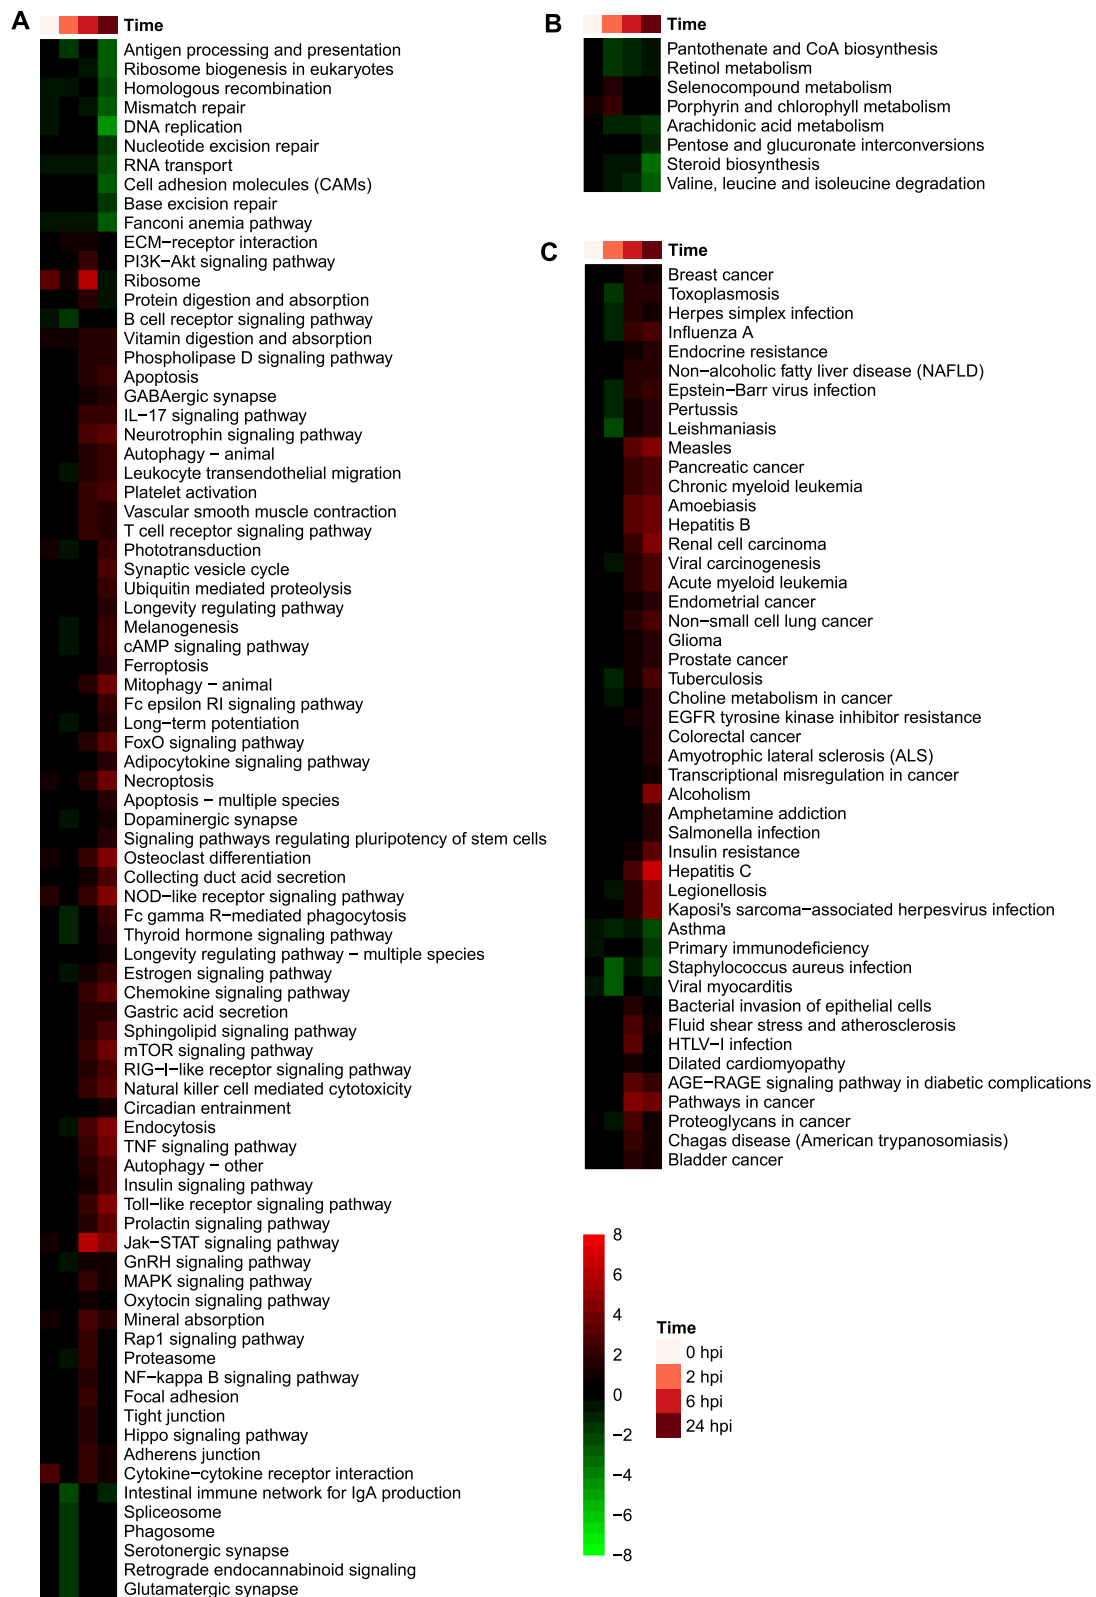 A
Time
Antigen processing and presentation
Ribosome biogenesis in eukaryotes
Homologous recombination
Mismatch repair
DNA replication
Nucleotide excision repair
RNA transport
Cell adhesion molecules (CAMs)
Base excision repair
Fanconi anemia pathway
ECM−receptor interaction
PI3K−Akt signaling pathway
Ribosome
Protein digestion and absorption
B cell receptor signaling pathway
Vitamin digestion and absorption
Phospholipase D signaling pathway
Apoptosis
GABAergic synapse
IL−17 signaling pathway
Neurotrophin signaling pathway
Autophagy − animal
Leukocyte transendothelial migration
Platelet activation
Vascular smooth muscle contraction
T cell receptor signaling pathway
Phototransduction
Synaptic vesicle cycle
Ubiquitin mediated proteolysis
Longevity regulating pathway
Melanogenesis
cAMP signaling pathway
Ferroptosis
Mitophagy − animal
Fc epsilon RI signaling pathway
Long−term potentiation
FoxO signaling pathway
Adipocytokine signaling pathway
Necroptosis
Apoptosis − multiple species
Dopaminergic synapse
Signaling pathways regulating pluripotency of stem cells
Osteoclast differentiation
Collecting duct acid secretion
NOD−like receptor signaling pathway
Fc gamma R−mediated phagocytosis
Thyroid hormone signaling pathway
Longevity regulating pathway − multiple species
Estrogen signaling pathway
Chemokine signaling pathway
Gastric acid secretion
Sphingolipid signaling pathway
mTOR signaling pathway
RIG−I−like receptor signaling pathway
Natural killer cell mediated cytotoxicity
Circadian entrainment
Endocytosis
TNF signaling pathway
Autophagy − other
Insulin signaling pathway
Toll−like receptor signaling pathway
Prolactin signaling pathway
Jak−STAT signaling pathway
GnRH signaling pathway
MAPK signaling pathway
Oxytocin signaling pathway
Mineral absorption
Rap1 signaling pathway
Proteasome
NF−kappa B signaling pathway
Focal adhesion
Tight junction
Hippo signaling pathway
Adherens junction
Cytokine−cytokine receptor interaction
Intestinal immune network for IgA production
Spliceosome
Phagosome
Serotonergic synapse
Retrograde endocannabinoid signaling
Glutamatergic synapse
B
Time
Pantothenate and CoA biosynthesis
Retinol metabolism
Selenocompound metabolism
Porphyrin and chlorophyll metabolism
Arachidonic acid metabolism
Pentose and glucuronate interconversions
Steroid biosynthesis
Valine, leucine and isoleucine degradation
C
Time
Breast cancer
Toxoplasmosis
Herpes simplex infection
Influenza A
Endocrine resistance
Non−alcoholic fatty liver disease (NAFLD)
Epstein−Barr virus infection
Pertussis
Leishmaniasis
Measles
Pancreatic cancer
Chronic myeloid leukemia
Amoebiasis
Hepatitis B
Renal cell carcinoma
Viral carcinogenesis
Acute myeloid leukemia
Endometrial cancer
Non−small cell lung cancer
Glioma
Prostate cancer
Tuberculosis
Choline metabolism in cancer
EGFR tyrosine kinase inhibitor resistance
Colorectal cancer
Amyotrophic lateral sclerosis (ALS)
Transcriptional misregulation in cancer
Alcoholism
Amphetamine addiction
Salmonella infection
Insulin resistance
Hepatitis C
Legionellosis
Kaposi's sarcoma−associated herpesvirus infection
Asthma
Primary immunodeficiency
Staphylococcus aureus infection
Viral myocarditis
Bacterial invasion of epithelial cells
Fluid shear stress and atherosclerosis
HTLV−I infection
Dilated cardiomyopathy
AGE−RAGE signaling pathway in diabetic complications
Pathways in cancer
Proteoglycans in cancer
Chagas disease (American trypanosomiasis)
Bladder cancer
8
6
4
2
0
−2
−4
−6
−8
Time
0 hpi
2 hpi
6 hpi
24 hpi